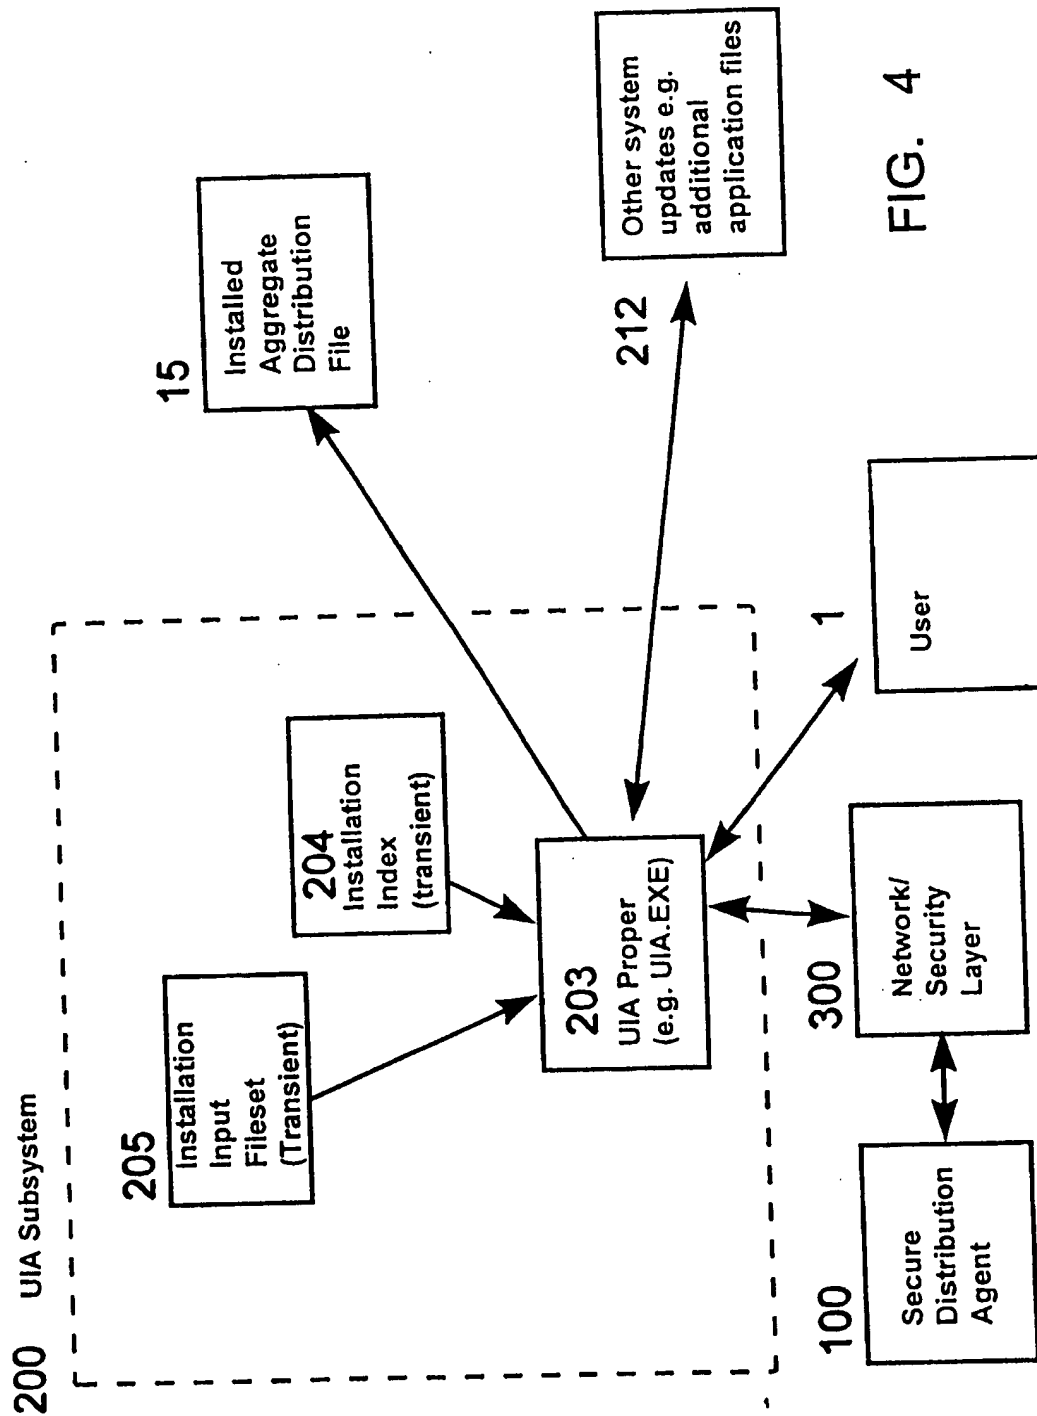 200 UIA Subsystem
205
Installation
Input
Fileset
(Transient)
204
Installation
Index
(transient)
203
UIA Proper
(e.g. UIA.EXE)
15
Installed
Aggregate
Distribution
File
212
Other system
updates e.g.
additional
application files
100
Secure
Distribution
Agent
300
Network/
Security
Layer
1
User
FIG. 4